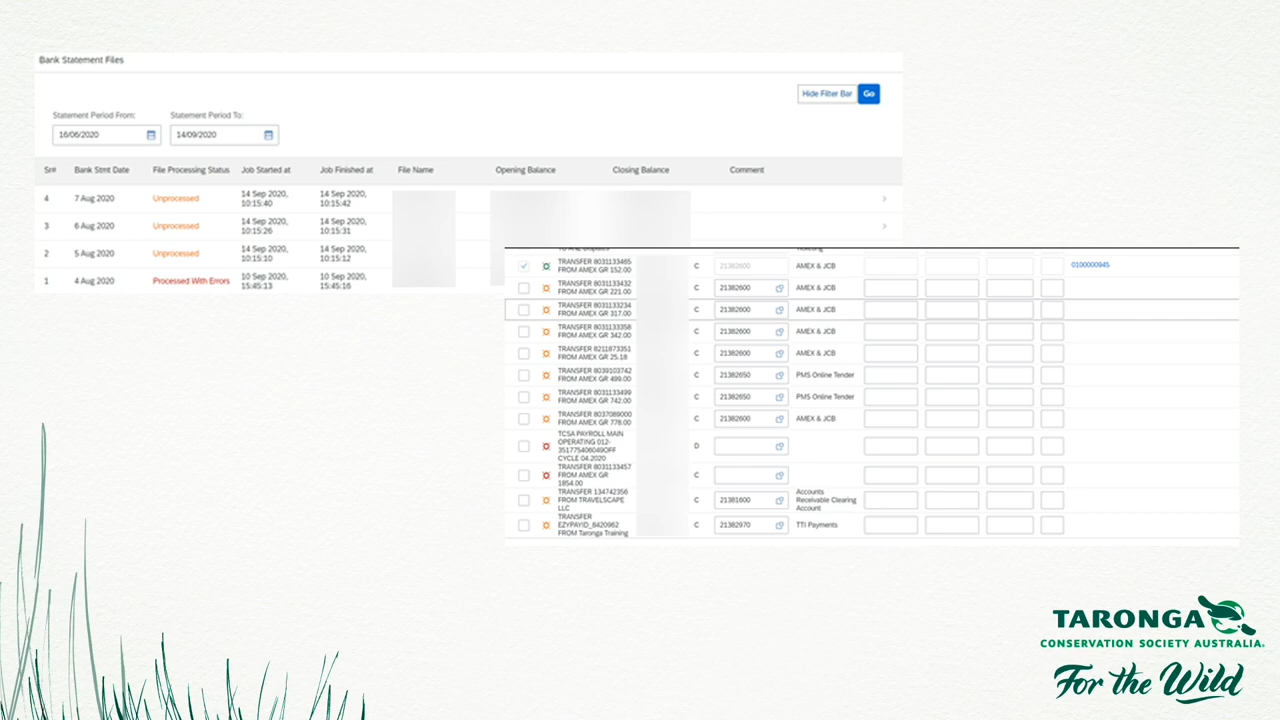 Bank Statement Files
Hide Filter Bar Go
Statement Period From: Statement Period To:
16/06/2020 14/09/2020
Sr# Bank Stmt Date File Processing Status Job Started at Job Finished at File Name Opening Balance Closing Balance Comment
4 7 Aug 2020 Unprocessed 14 Sep 2020, 10:15:40 14 Sep 2020, 10:15:42
3 6 Aug 2020 Unprocessed 14 Sep 2020, 10:15:26 14 Sep 2020, 10:15:31
2 5 Aug 2020 Unprocessed 14 Sep 2020, 10:15:10 14 Sep 2020, 10:15:12
1 4 Aug 2020 Processed With Errors 10 Sep 2020, 15:45:13 10 Sep 2020, 15:45:16
TRANSFER 8031133465
FROM AMEX GR 152.00 C 21382600 AMEX & JCB 0100000945
TRANSFER 8031133432
FROM AMEX GR 221.00 C 21382600 AMEX & JCB
TRANSFER 8031133234
FROM AMEX GR 317.00 C 21382600 AMEX & JCB
TRANSFER 8031133358
FROM AMEX GR 342.00 C 21382600 AMEX & JCB
TRANSFER 8211873351
FROM AMEX GR 25.18 C 21382600 AMEX & JCB
TRANSFER 8039103742
FROM AMEX GR 499.00 C 21382650 PMS Online Tender
TRANSFER 8031133499
FROM AMEX GR 742.00 C 21382650 PMS Online Tender
TRANSFER 8037089000
FROM AMEX GR 778.00 C 21382600 AMEX & JCB
TCSA PAYROLL MAIN
OPERATING 012-
351775406049OFF D
CYCLE 04.2020
TRANSFER 8031133457
FROM AMEX GR C
1854.00
TRANSFER 134742356 Accounts
FROM TRAVELSCAPE C 21381600 Receivable Clearing
LLC Account
TRANSFER
EZYPAYID_6420962 C 21382970 TTI Payments
FROM Taronga Training
TARONGA
CONSERVATION SOCIETY AUSTRALIA
For the Wild